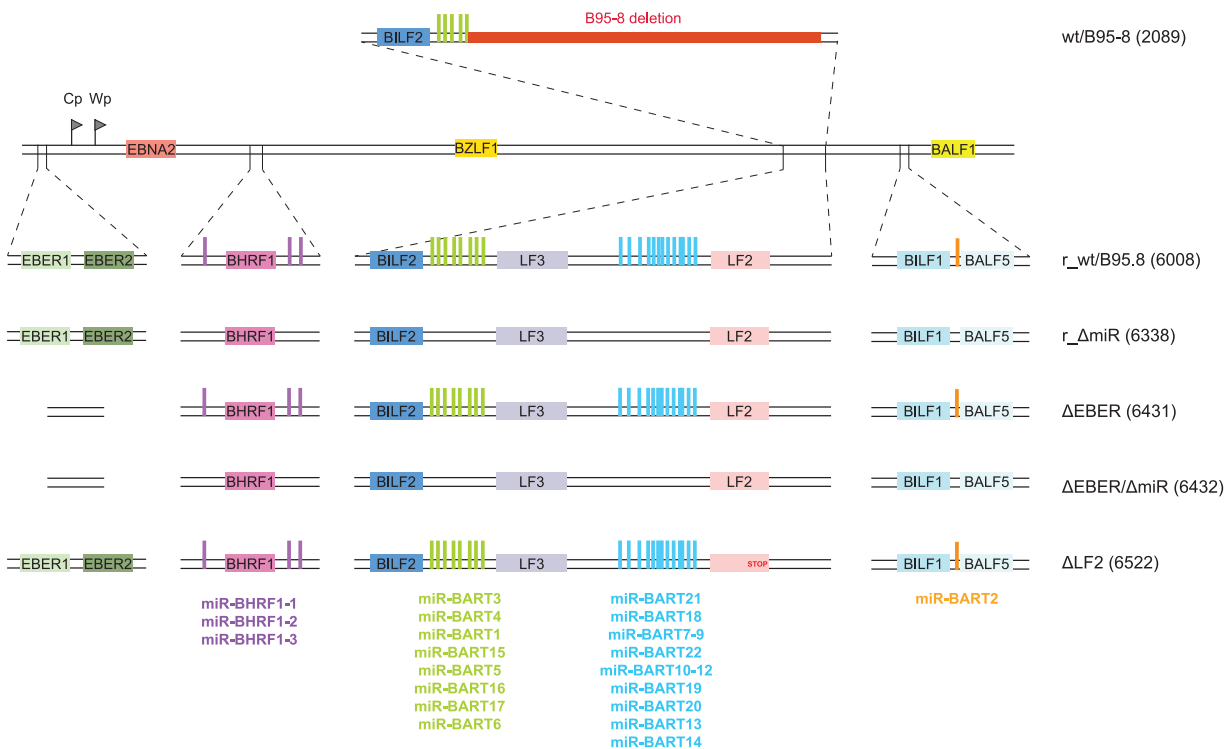 B95-8 deletion
BILF2
wt/B95-8 (2089)
Cp Wp
EBNA2 BZLF1 BALF1
EBER1 EBER2 BHRF1 BILF2 LF3 LF2 BILF1 BALF5 r_wt/B95.8 (6008)
EBER1 EBER2 BHRF1 BILF2 LF3 LF2 BILF1 BALF5 r_ΔmiR (6338)
BHRF1 BILF2 LF3 LF2 BILF1 BALF5 ΔEBER (6431)
BHRF1 BILF2 LF3 LF2 BILF1 BALF5 ΔEBER/ΔmiR (6432)
EBER1 EBER2 BHRF1 BILF2 LF3 STOP BILF1 BALF5 ΔLF2 (6522)
miR-BHRF1-1
miR-BHRF1-2
miR-BHRF1-3
miR-BART3
miR-BART4
miR-BART1
miR-BART15
miR-BART5
miR-BART16
miR-BART17
miR-BART6
miR-BART21
miR-BART18
miR-BART7-9
miR-BART22
miR-BART10-12
miR-BART19
miR-BART20
miR-BART13
miR-BART14
miR-BART2